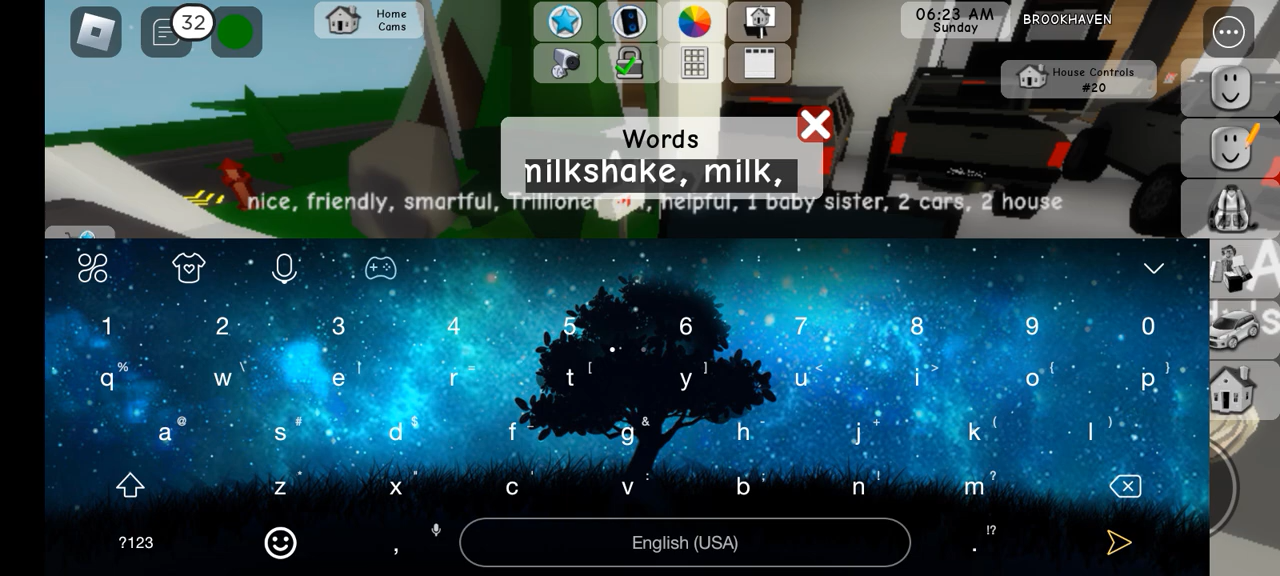 32
Home
Cams
06:23 AM
Sunday
BROOKHAVEN
House Controls
#20
Words
milkshake, milk,
nice, friendly, smartful, Trillioner helpful, 1 baby sister, 2 cars, 2 house
1 2 3 4 5 6 7 8 9 0
q % w \ e | r = t [ y ] u < i > o { p }
a @ s # d $ f g & h - j + k ( l )
z * x " c ' v : b ; n ! m ?
?123 , English (USA) . !?